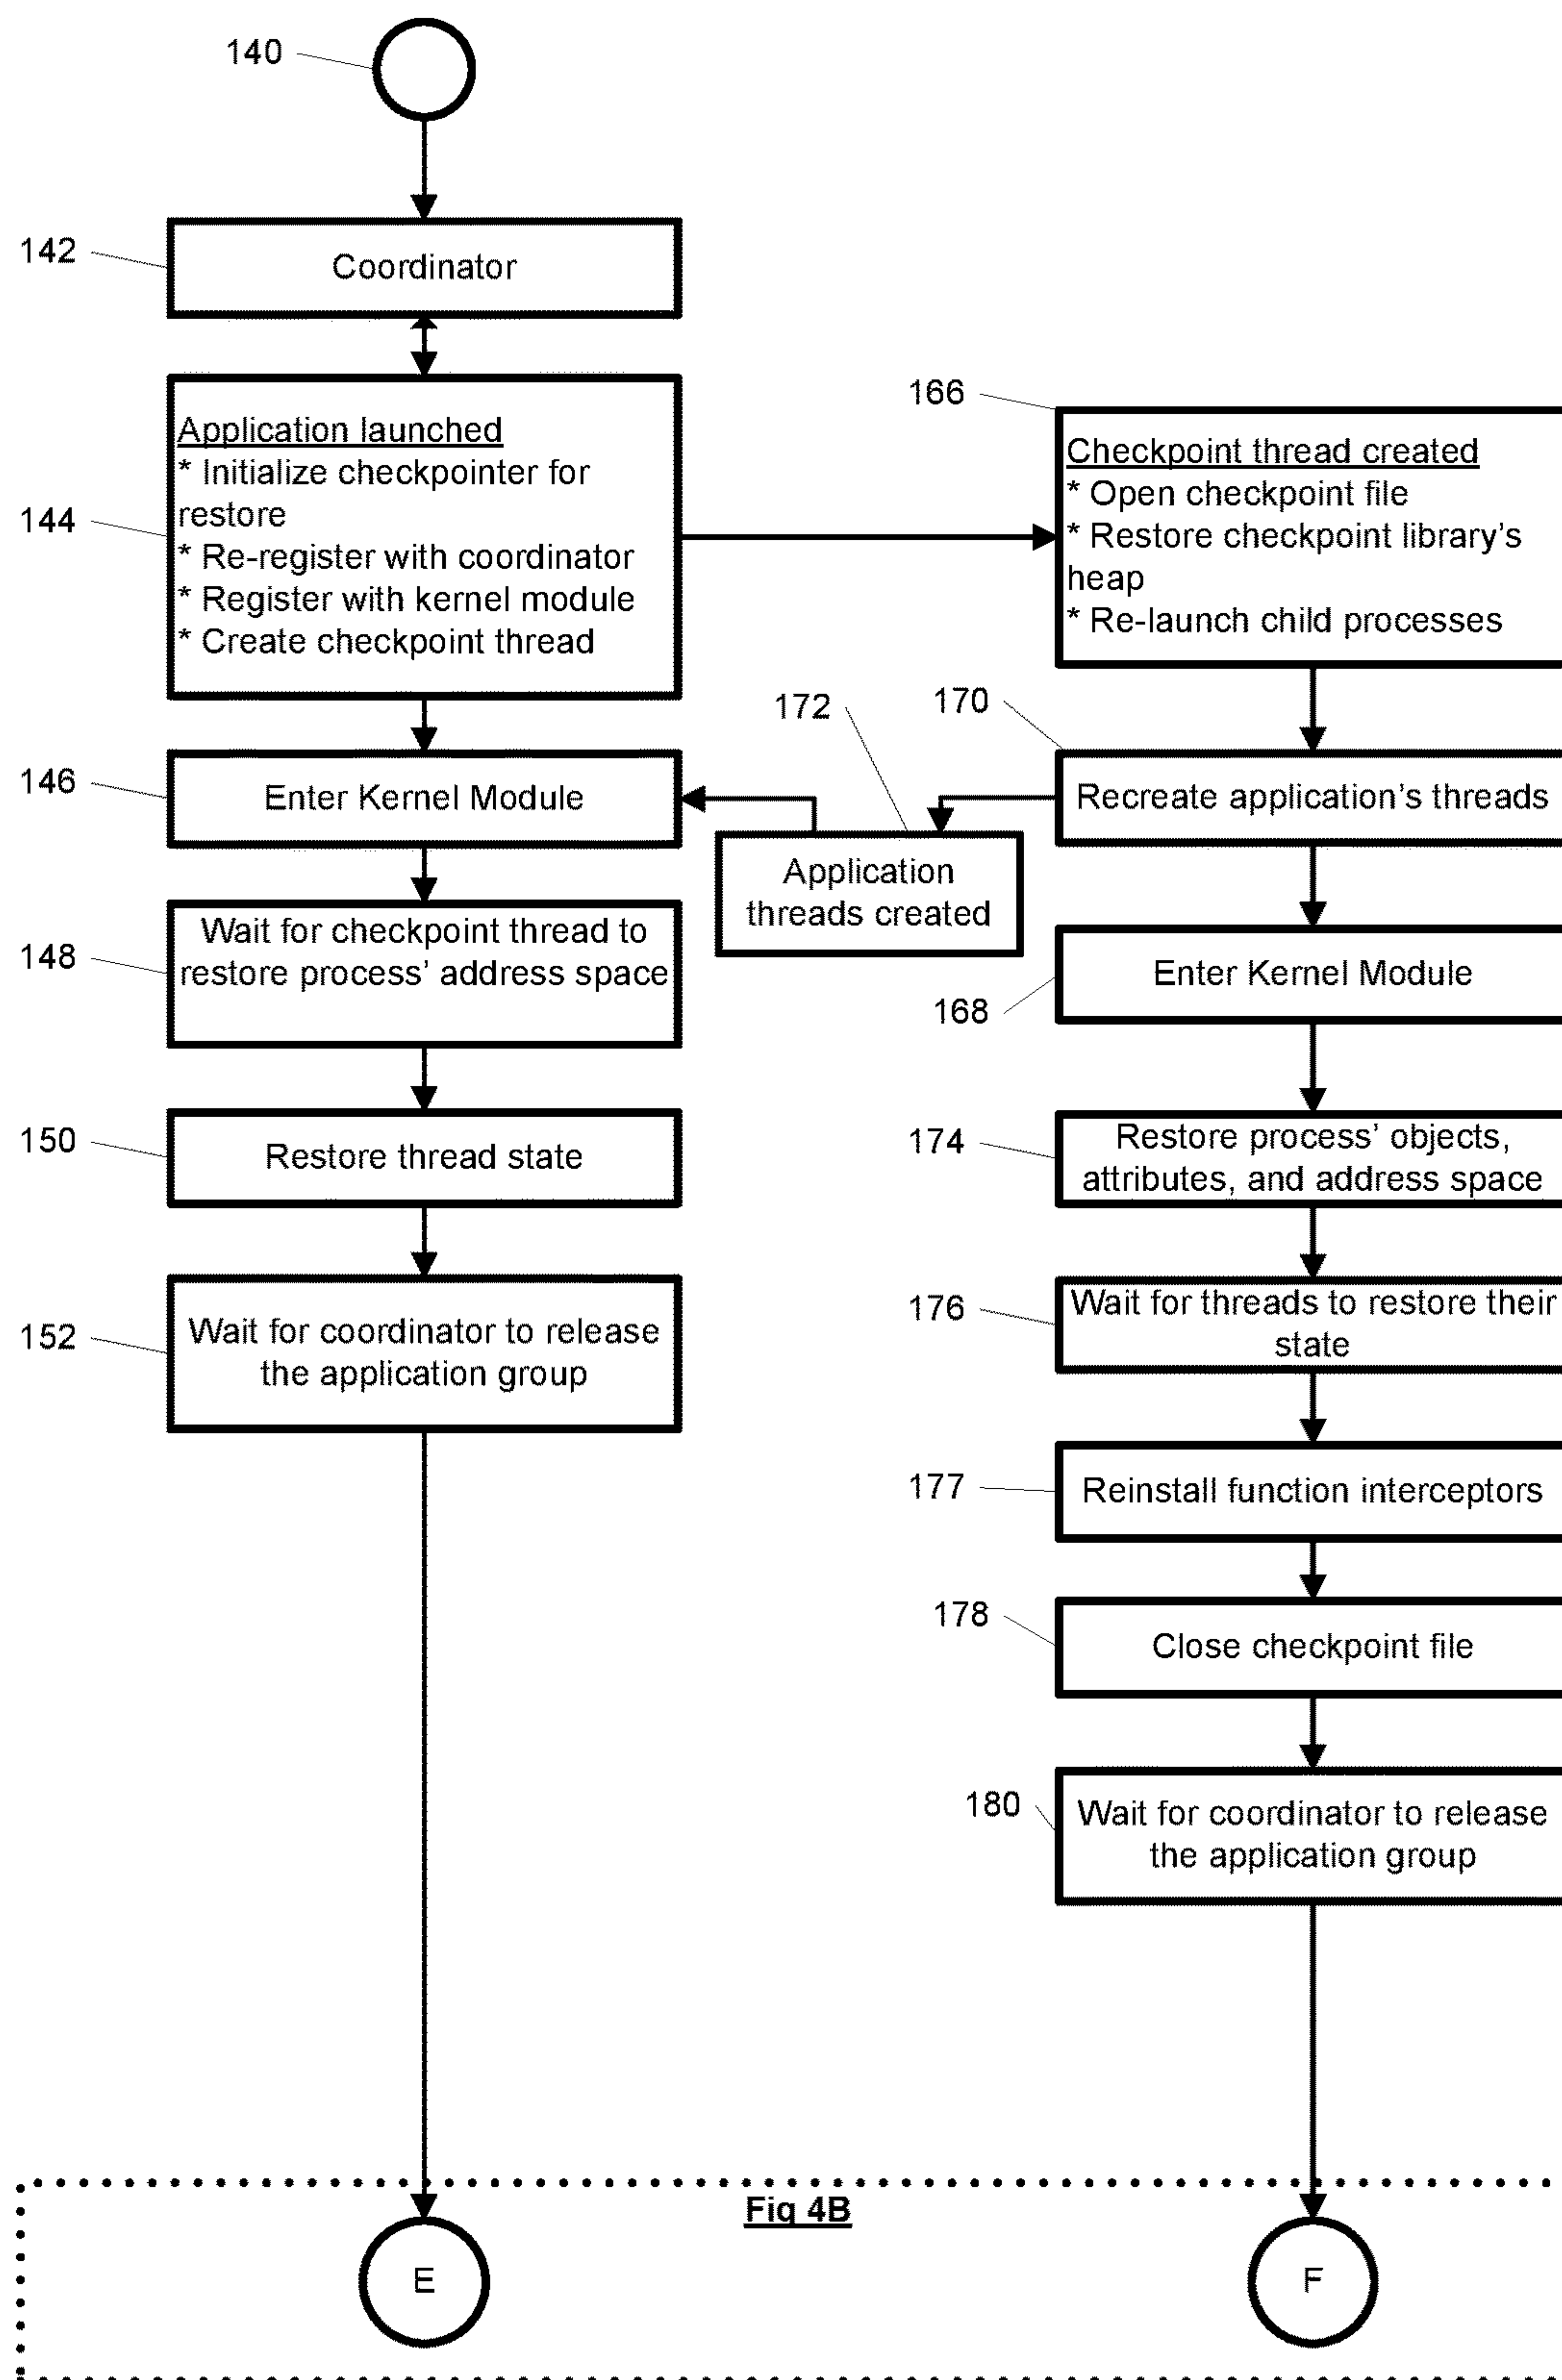 140
142
Coordinator
144
Application launched
* Initialize checkpointer for
restore
* Re-register with coordinator
* Register with kernel module
* Create checkpoint thread
166
Checkpoint thread created
* Open checkpoint file
* Restore checkpoint library's
heap
* Re-launch child processes
146
Enter Kernel Module
172
Application
threads created
170
Recreate application's threads
148
Wait for checkpoint thread to
restore process' address space
168
Enter Kernel Module
150
Restore thread state
174
Restore process' objects,
attributes, and address space
152
Wait for coordinator to release
the application group
176
Wait for threads to restore their
state
177
Reinstall function interceptors
178
Close checkpoint file
180
Wait for coordinator to release
the application group
Fig 4B
E
F